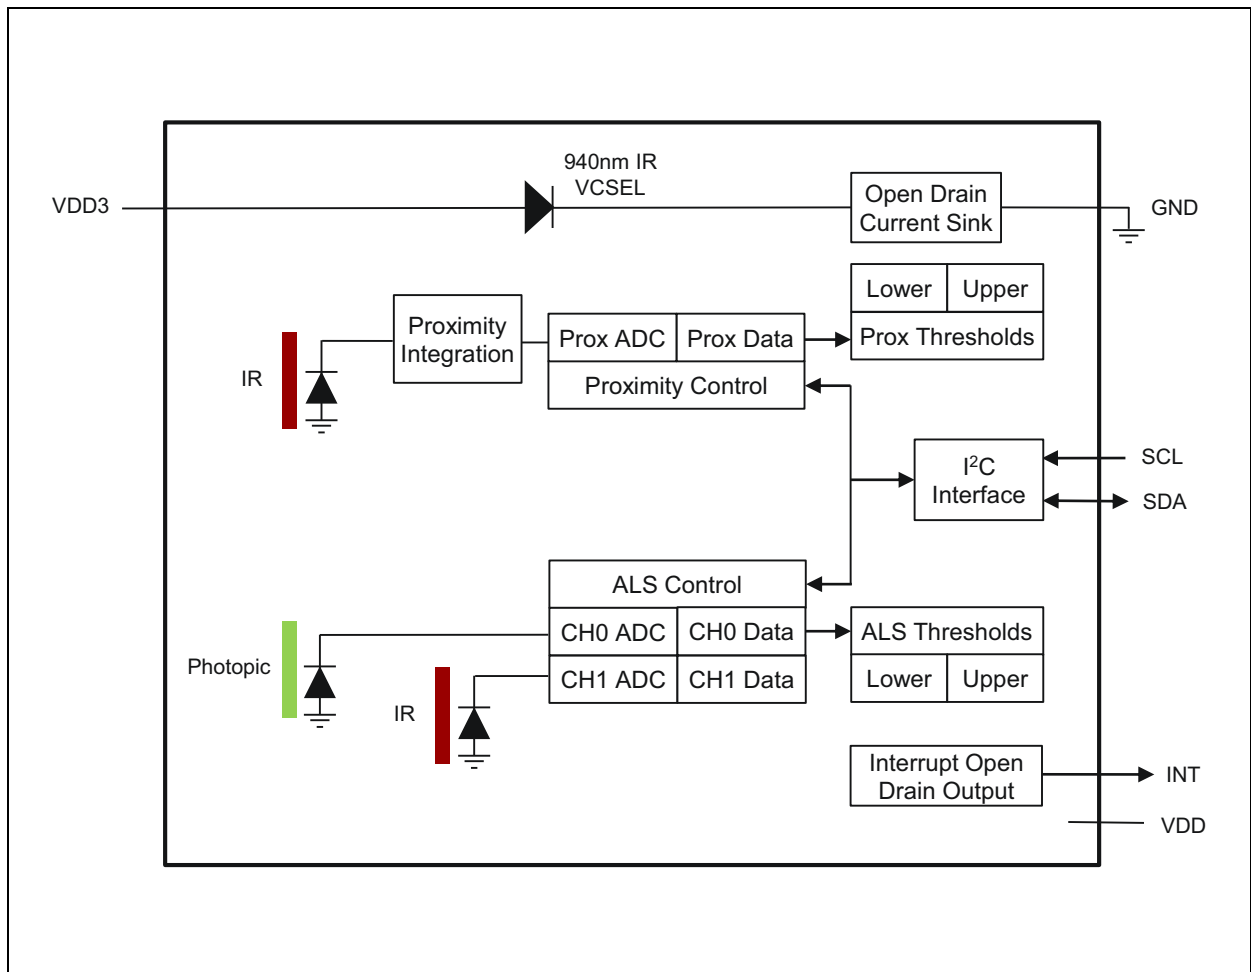 940nm IR
VCSEL
VDD3
Open Drain
Current Sink
GND
Lower
Upper
Proximity
Integration
Prox ADC
Prox Data
Prox Thresholds
IR
Proximity Control
I²C
Interface
SCL
SDA
ALS Control
CH0 ADC
CH0 Data
ALS Thresholds
Photopic
CH1 ADC
CH1 Data
Lower
Upper
IR
Interrupt Open
Drain Output
INT
VDD